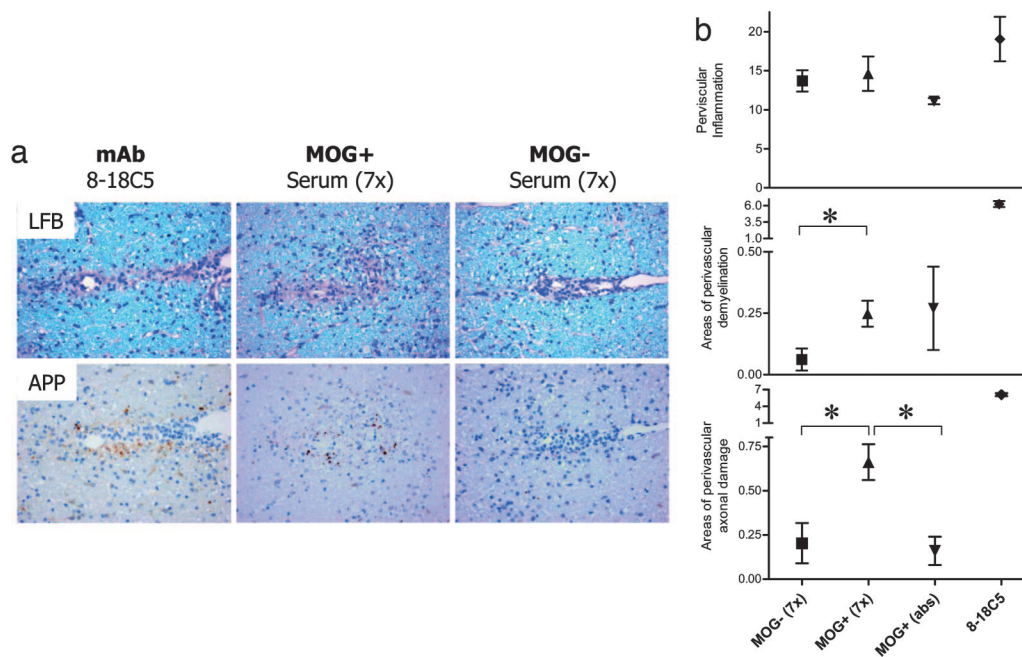 a
mAb
8-18C5
MOG+
Serum (7x)
MOG-
Serum (7x)
LFB
APP
b
Perviscular
Inflammation
20
15
10
5
0
Areas of perivascular
demyelination
6.0
3.5
1.0
0.50
0.25
0.00
*
Areas of perivascular
axonal damage
7
4
1
0.75
0.50
0.25
0.00
* *
MOG- (7x)
MOG+ (7x)
MOG+ (abs)
8-18C5